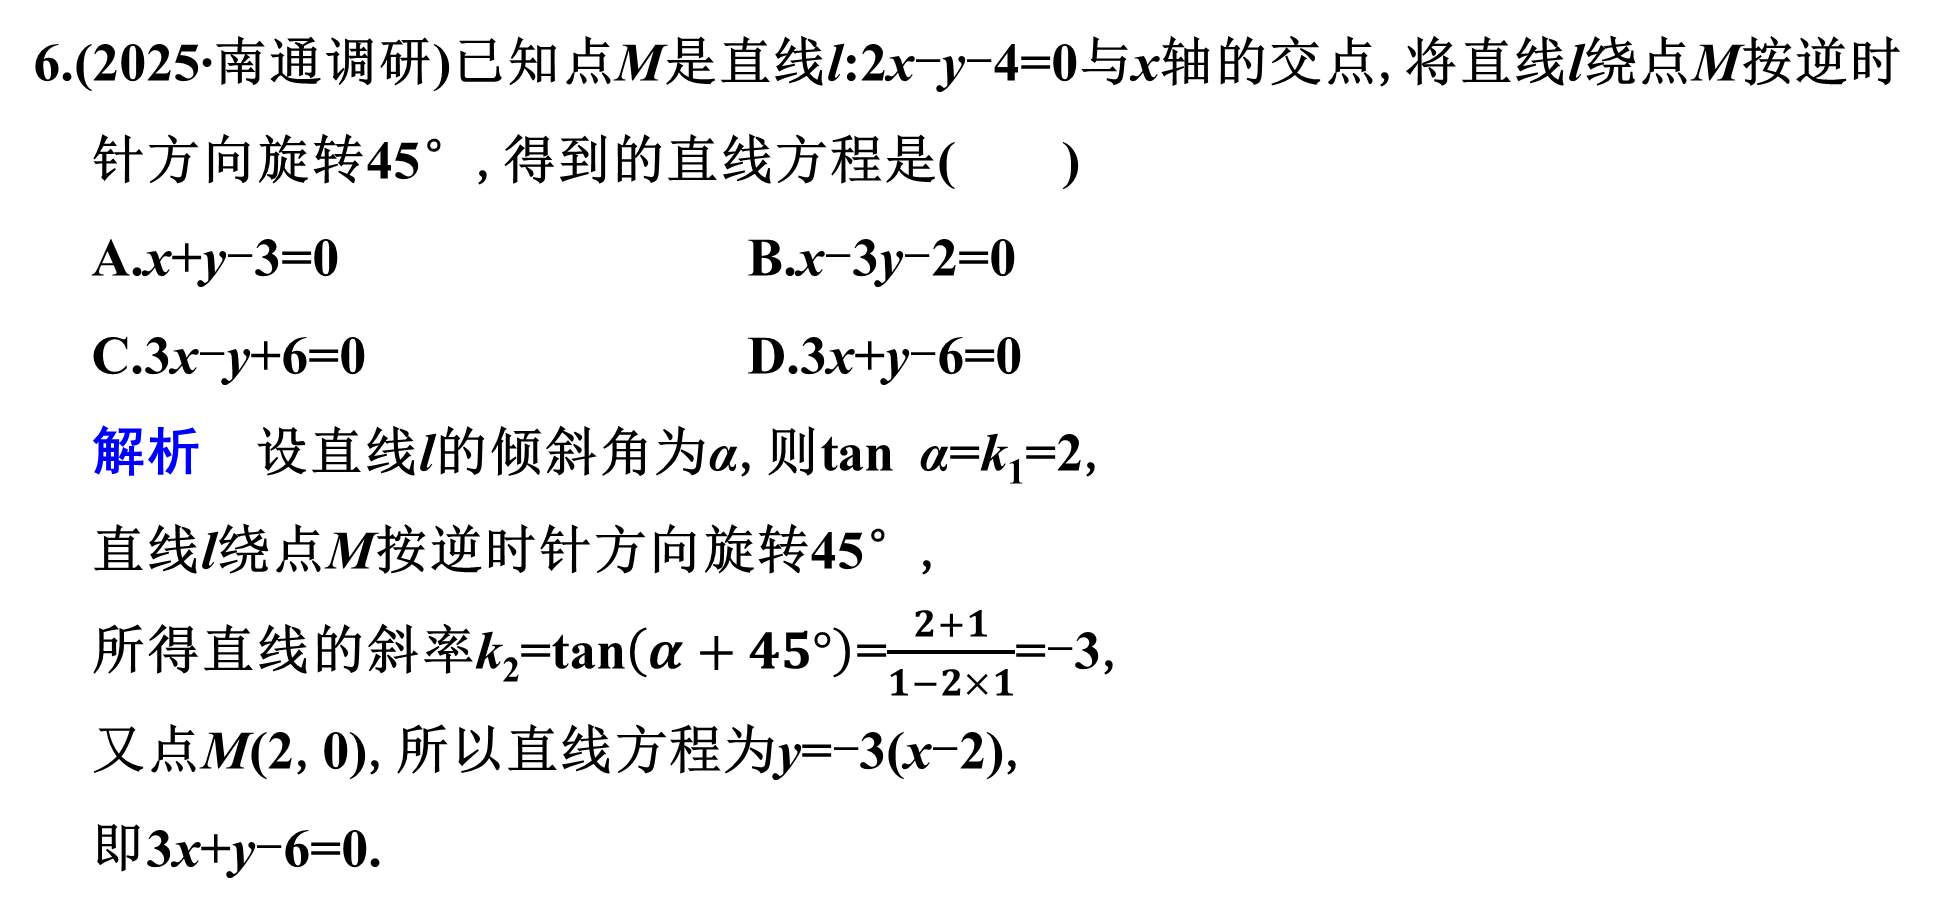 6.(2025·南通调研)已知点M是直线l:2x−y−4=0与x轴的交点,将直线l绕点M按逆时
针方向旋转45°,得到的直线方程是(  )
A.x+y−3=0 B.x−3y−2=0
C.3x−y+6=0 D.3x+y−6=0
解析 设直线l的倾斜角为α,则tan α=k₁=2,
直线l绕点M按逆时针方向旋转45°,
所得直线的斜率k₂=tan(α + 45°)=\frac{2+1}{1−2×1}=−3,
又点M(2,0),所以直线方程为y=−3(x−2),
即3x+y−6=0.